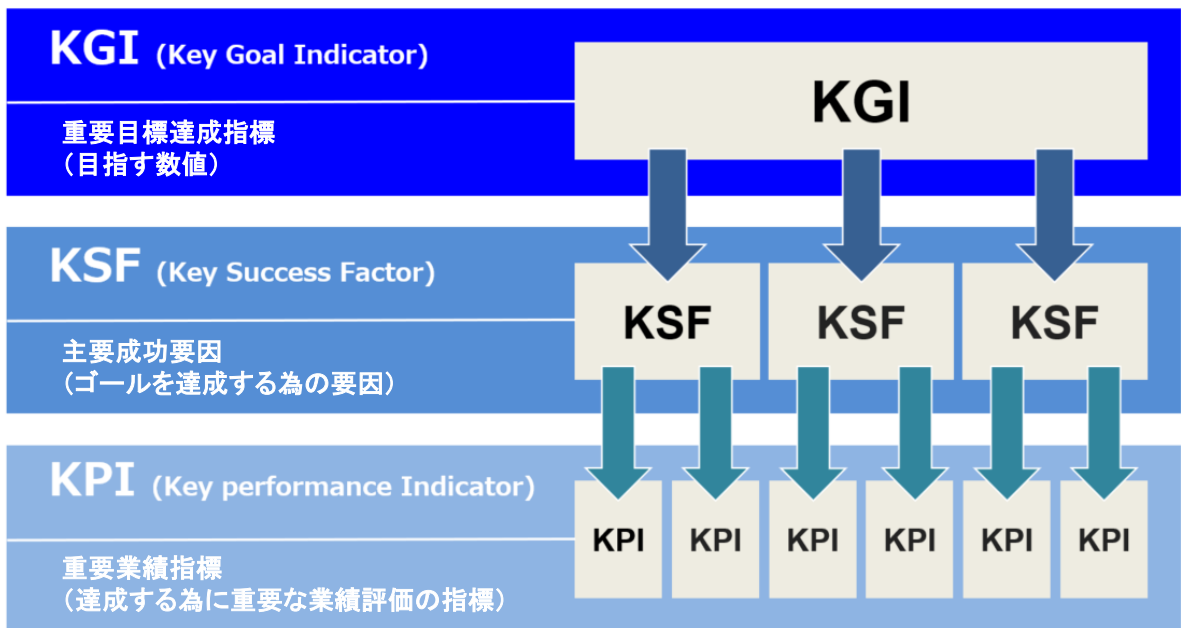 KGI (Key Goal Indicator)
重要目標達成指標
（目指す数値）
KGI
KSF (Key Success Factor)
主要成功要因
（ゴールを達成する為の要因）
KSF KSF KSF
KPI (Key performance Indicator)
重要業績指標
（達成する為に重要な業績評価の指標）
KPI KPI KPI KPI KPI KPI